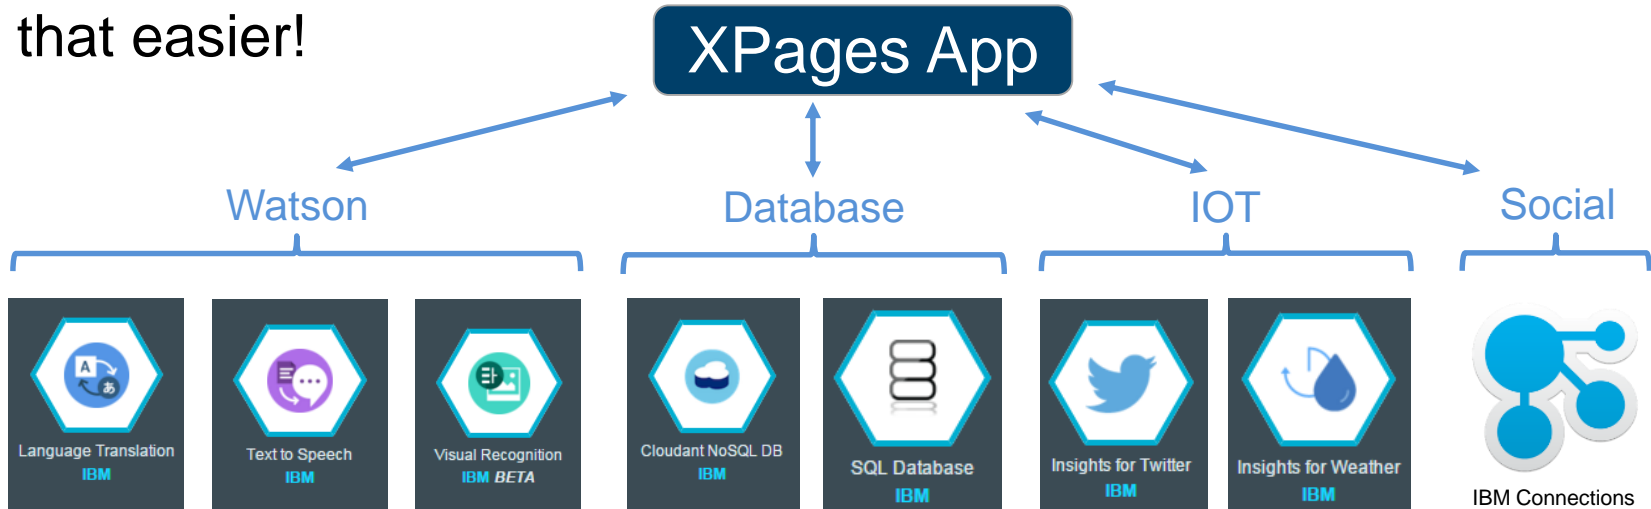 that easier!
XPages App
Watson
Database
IOT
Social
A
あ
Language Translation
IBM
Text to Speech
IBM
Visual Recognition
IBM BETA
Cloudant NoSQL DB
IBM
SQL Database
IBM
Insights for Twitter
IBM
Insights for Weather
IBM
IBM Connections